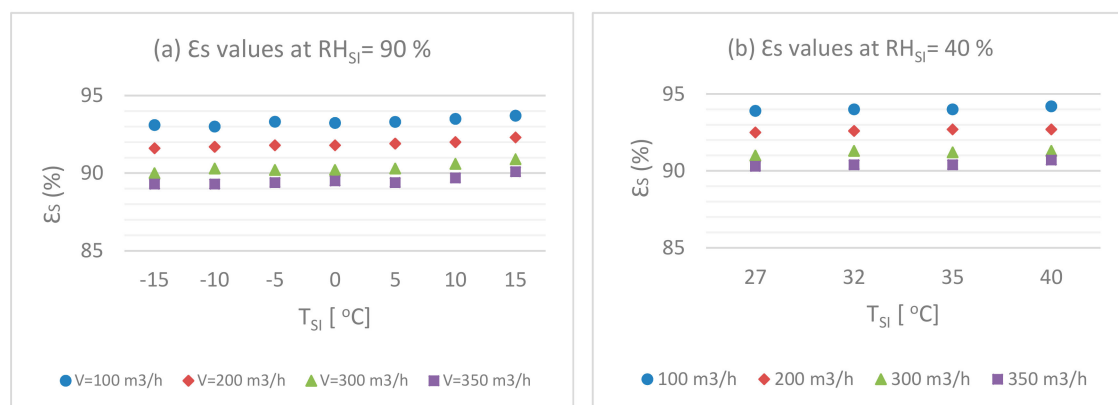 (a) Ɛs values at RHSI= 90 %
95
90
85
ƐS (%)
-15 -10 -5 0 5 10 15
TSI [ oC]
V=100 m3/h V=200 m3/h V=300 m3/h V=350 m3/h
(b) Ɛs values at RHSI= 40 %
95
90
85
ƐS (%)
27 32 35 40
TSI [ oC]
100 m3/h 200 m3/h 300 m3/h 350 m3/h